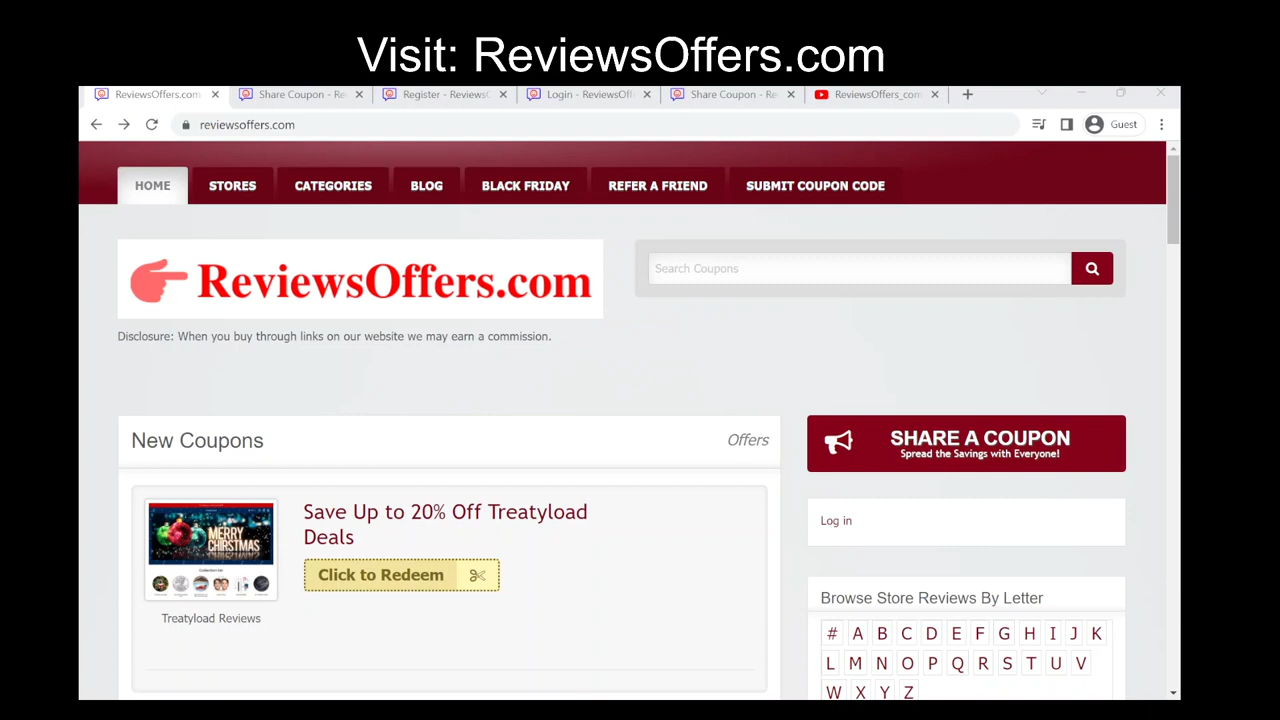 Visit: ReviewsOffers.com
ReviewsOffers.com
Share Coupon - Re
Register - ReviewsO
Login - ReviewsOffe
Share Coupon - Re
ReviewsOffers_com
reviewsoffers.com
Guest
HOME
STORES
CATEGORIES
BLOG
BLACK FRIDAY
REFER A FRIEND
SUBMIT COUPON CODE
ReviewsOffers.com
Search Coupons
Disclosure: When you buy through links on our website we may earn a commission.
New Coupons
Offers
SHARE A COUPON
Spread the Savings with Everyone!
Save Up to 20% Off Treatyload
Deals
Click to Redeem
MERRY
CHIRSTMAS
Treatyload Reviews
Log in
Browse Store Reviews By Letter
# A B C D E F G H I J K
L M N O P Q R S T U V
W X Y Z